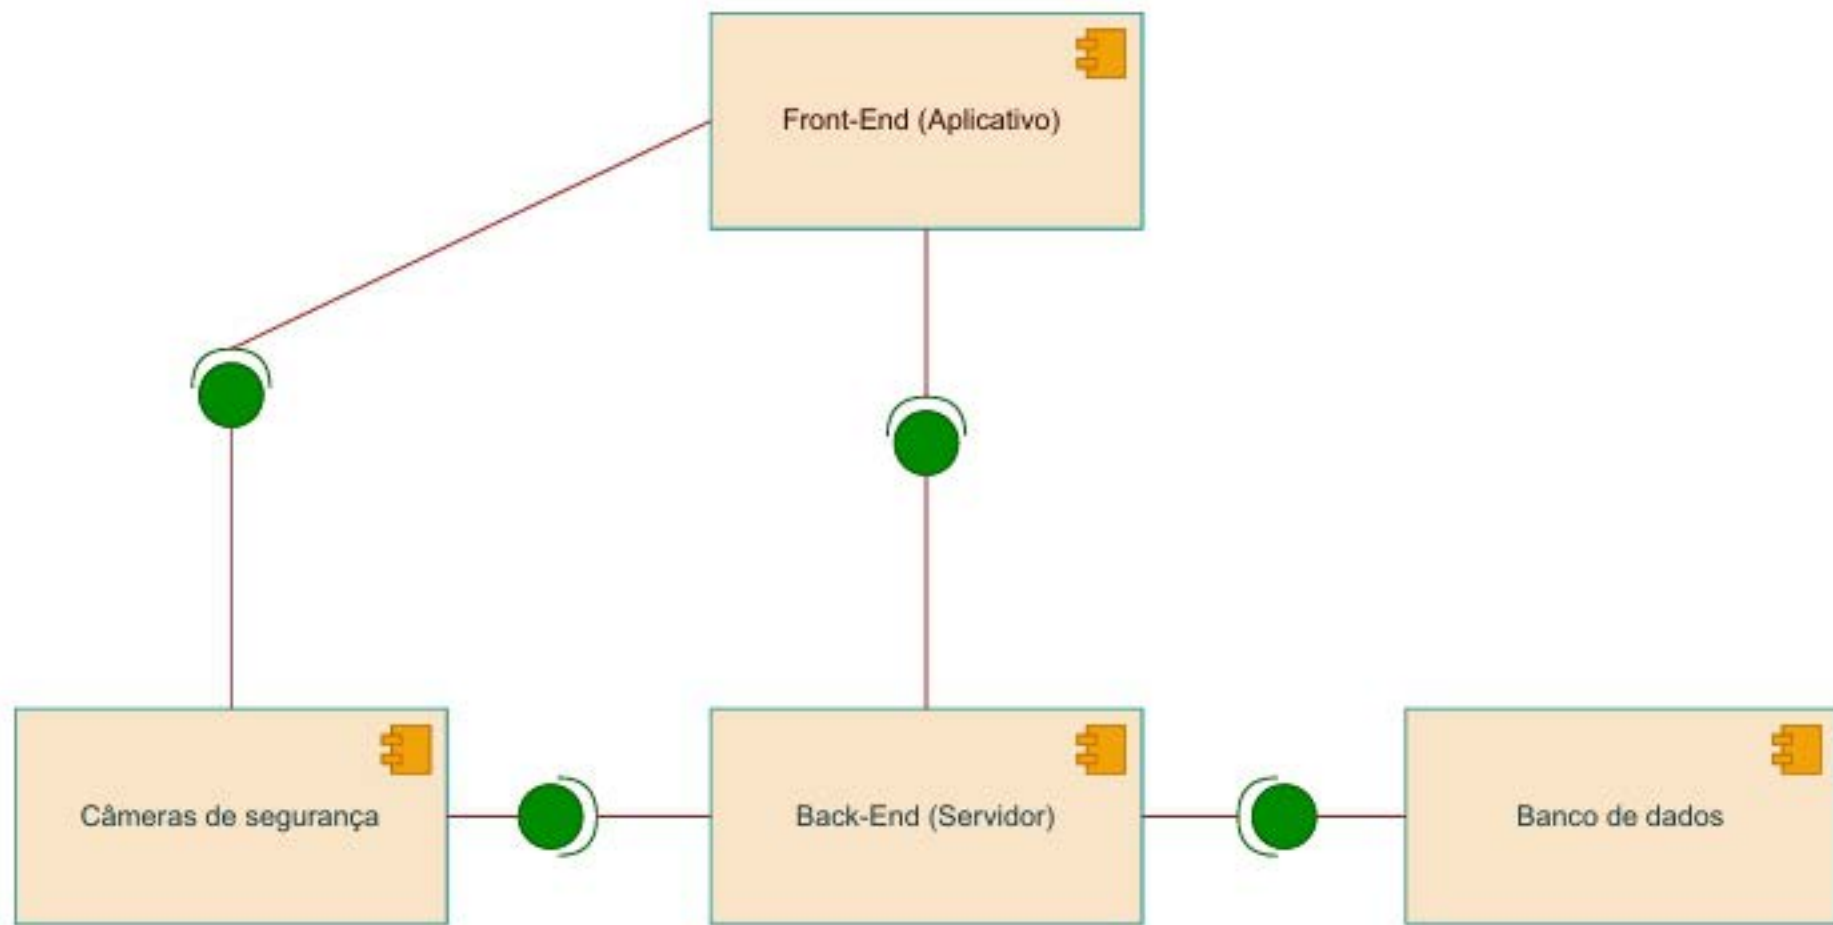 Front-End (Aplicativo)
Câmeras de segurança
Back-End (Servidor)
Banco de dados